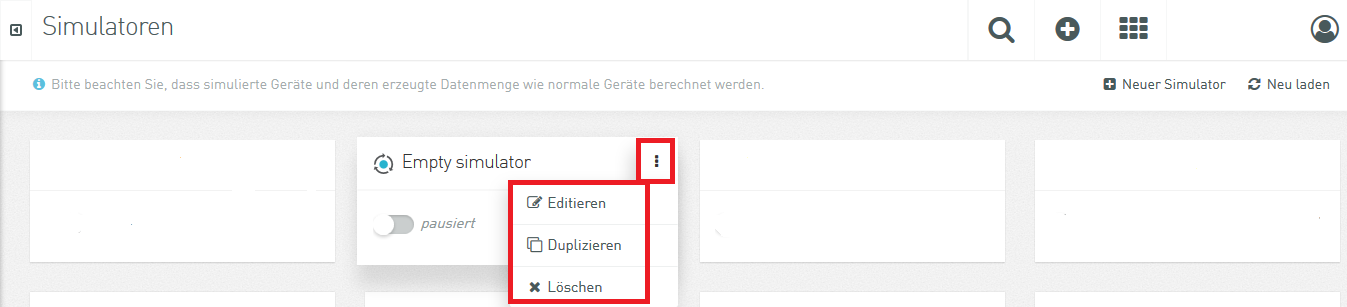 Simulatoren
Bitte beachten Sie, dass simulierte Geräte und deren erzeugte Datenmenge wie normale Geräte berechnet werden.
Neuer Simulator
Neu laden
Empty simulator
Editieren
pausiert
Duplizieren
Löschen